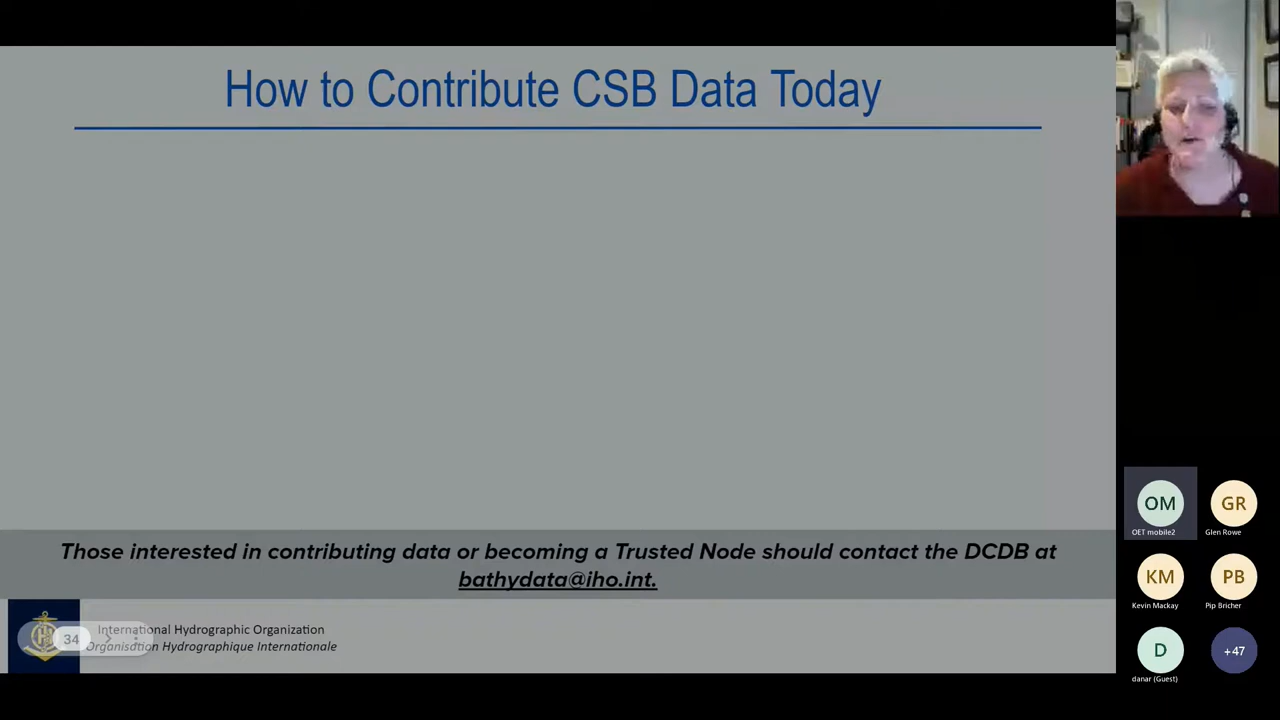 How to Contribute CSB Data Today
Those interested in contributing data or becoming a Trusted Node should contact the DCDB at
bathydata@iho.int.
International Hydrographic Organization
Organisation Hydrographique Internationale
34
OM
OET mobile2
GR
Glen Rowe
KM
Kevin Mackay
PB
Pip Bricher
D
danar (Guest)
+47